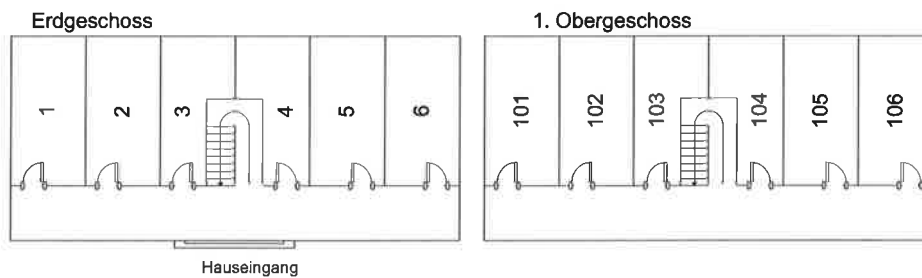 Erdgeschoss
1. Obergeschoss
1 2 3 4 5 6
101 102 103 104 105 106
Hauseingang